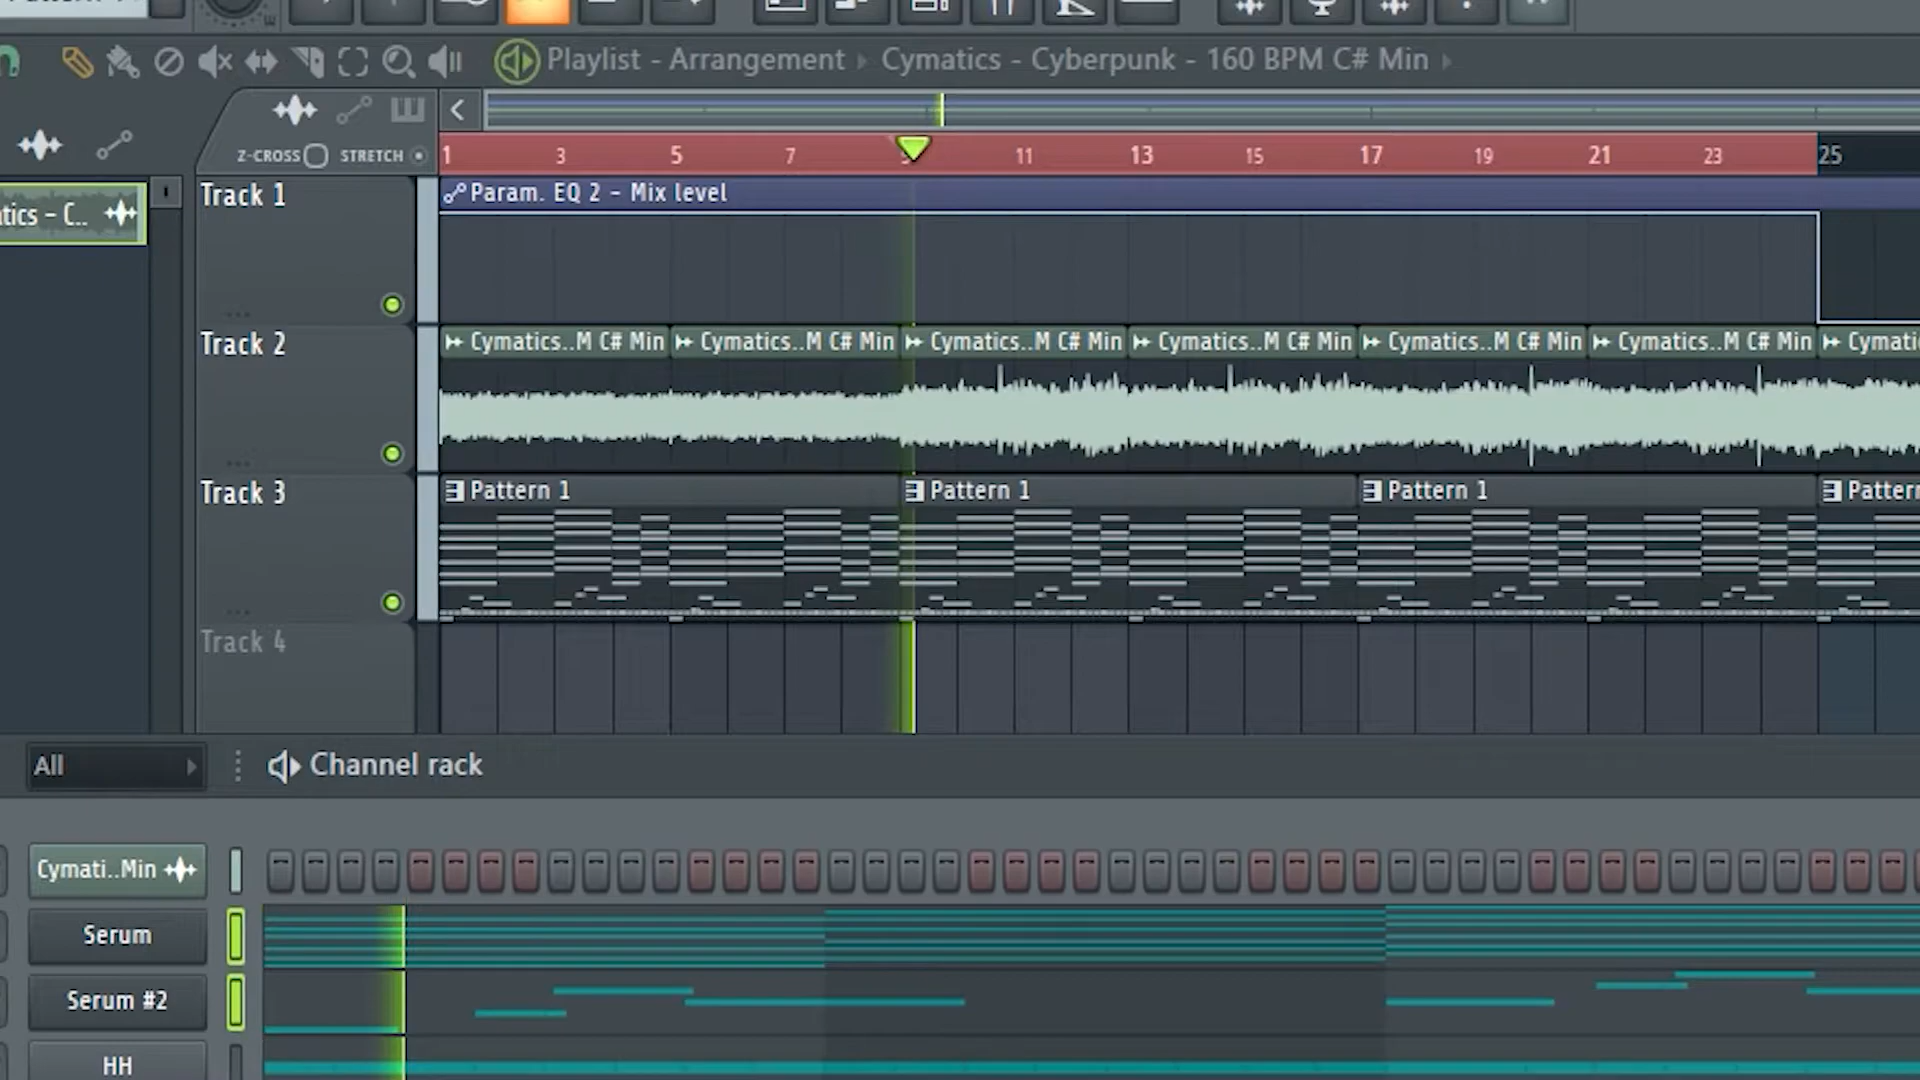 Playlist - Arrangement ▸ Cymatics - Cyberpunk - 160 BPM C# Min ▸
Z-CROSS STRETCH
1 3 5 7 11 13 15 17 19 21 23 25
tics - C..
Track 1
Param. EQ 2 - Mix level
Track 2
Cymatics..M C# Min Cymatics..M C# Min Cymatics..M C# Min Cymatics..M C# Min Cymatics..M C# Min Cymatics..M C# Min Cymati
Track 3
Pattern 1 Pattern 1 Pattern 1 Patter
Track 4
All
Channel rack
Cymati..Min
Serum
Serum #2
HH